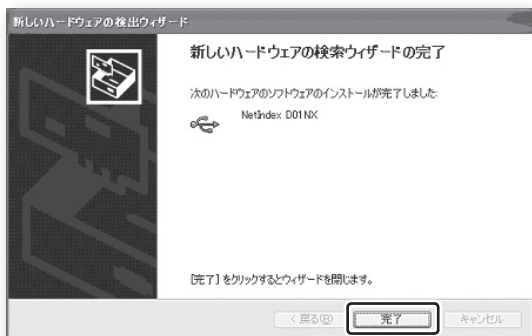 新しいハードウェアの検出ウィザード
新しいハードウェアの検索ウィザードの完了
次のハードウェアのソフトウェアのインストールが完了しました
NetIndex D01NX
[完了] をクリックするとウィザードを閉じます。
< 戻る(B)
完了
キャンセル